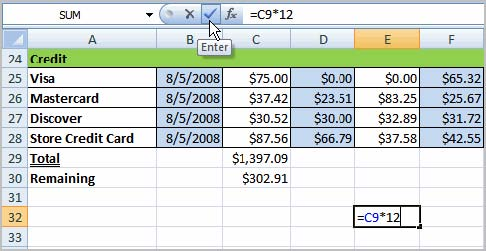 SUM =C9*12
Enter
A B C D E F
24 Credit
25 Visa 8/5/2008 $75.00 $0.00 $0.00 $65.32
26 Mastercard 8/5/2008 $37.42 $23.51 $83.25 $25.67
27 Discover 8/5/2008 $30.52 $30.00 $32.89 $31.72
28 Store Credit Card 8/5/2008 $87.56 $66.79 $37.58 $42.55
29 Total $1,397.09
30 Remaining $302.91
31
32 =C9*12
33